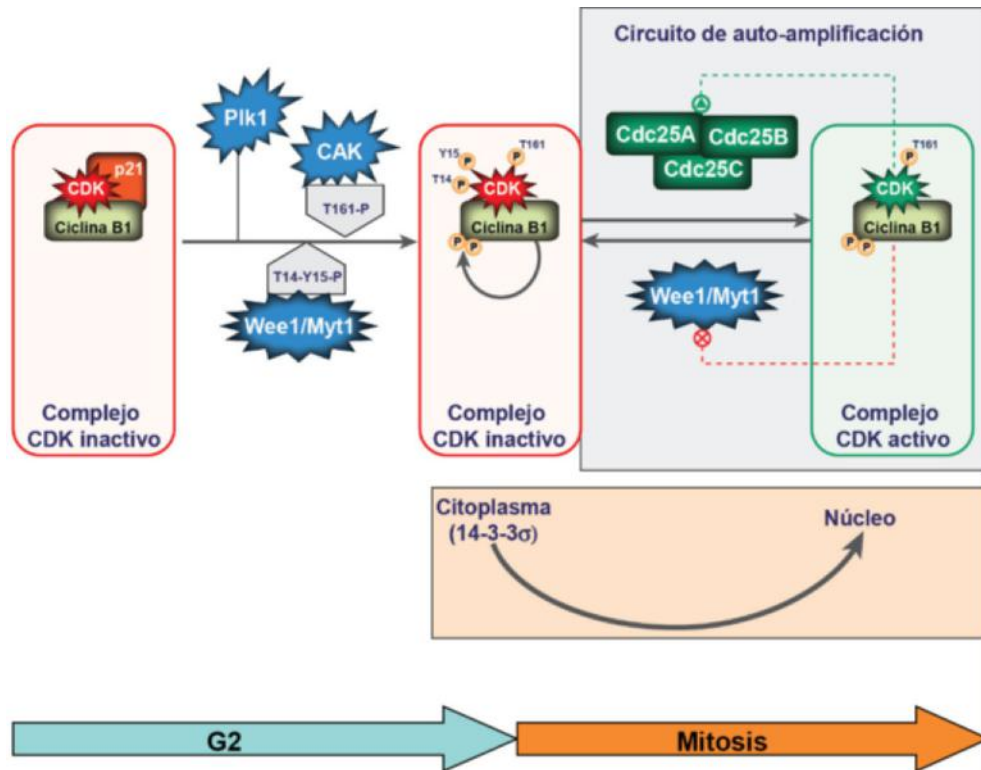 Circuito de auto-amplificación
Plk1
CAK
T161-P
T14-Y15-P
Wee1/Myt1
p21
CDK
Ciclina B1
Complejo
CDK inactivo
Y15
P
T161
P
T14
P
CDK
Ciclina B1
P
P
Complejo
CDK inactivo
Cdc25A
Cdc25B
Cdc25C
Wee1/Myt1
T161
P
CDK
Ciclina B1
P
P
Complejo
CDK activo
Citoplasma
(14-3-3σ)
Núcleo
G2
Mitosis